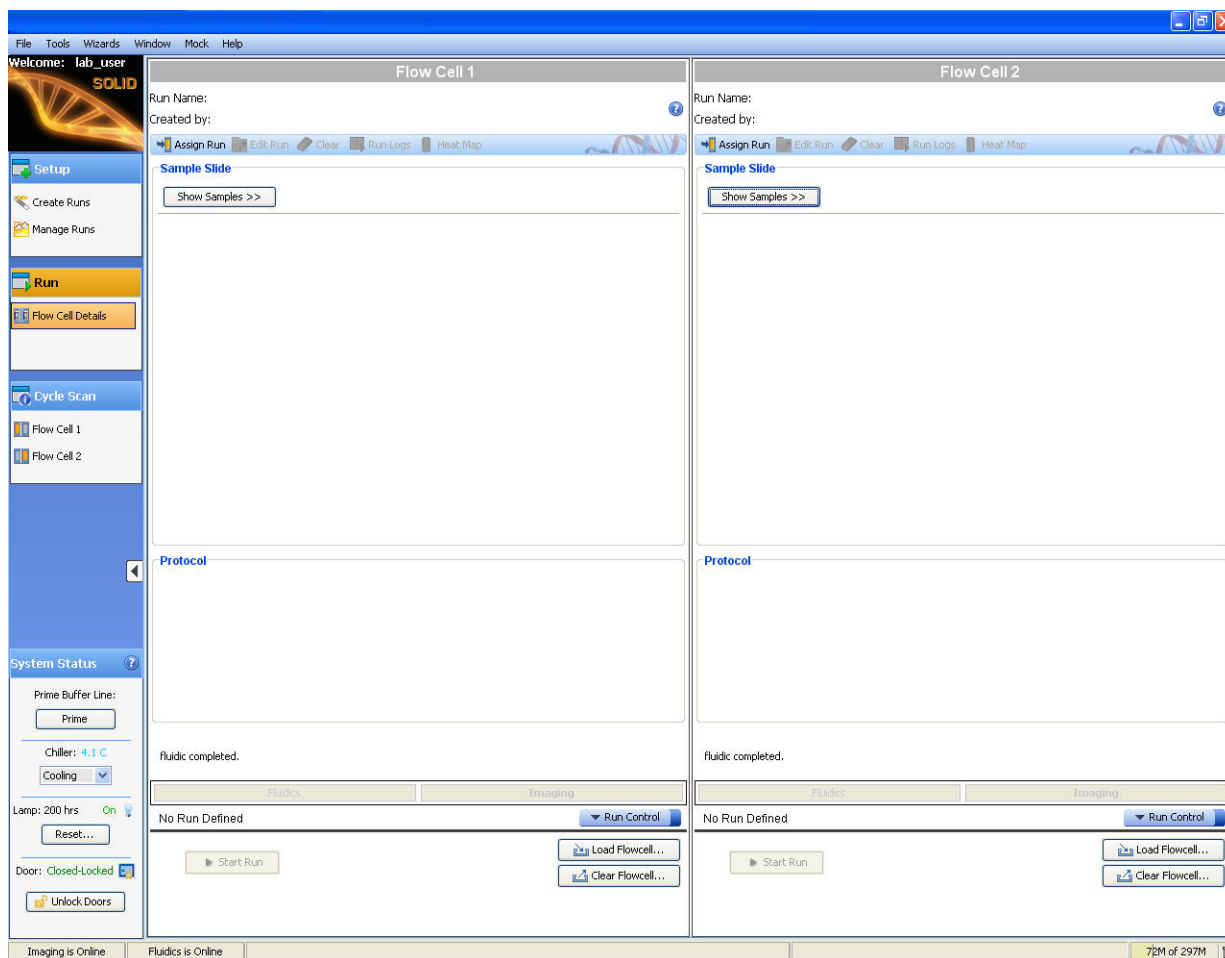 File Tools Wizards Window Mock Help
Welcome: lab_user
SOLID
Setup
Create Runs
Manage Runs
Run
Flow Cell Details
Cycle Scan
Flow Cell 1
Flow Cell 2
System Status
Prime Buffer Line:
Prime
Chiller: 4.1 C
Cooling
Lamp: 200 hrs On
Reset...
Door: Closed-Locked
Unlock Doors
Flow Cell 1
Run Name:
Created by:
Assign Run Edit Run Clear Run Logs Heat Map
Sample Slide
Show Samples >>
Protocol
fluidic completed.
Fluidics Imaging
No Run Defined Run Control
Start Run
Load Flowcell...
Clear Flowcell...
Flow Cell 2
Run Name:
Created by:
Assign Run Edit Run Clear Run Logs Heat Map
Sample Slide
Show Samples >>
Protocol
fluidic completed.
Fluidics Imaging
No Run Defined Run Control
Start Run
Load Flowcell...
Clear Flowcell...
Imaging is Online Fluidics is Online 72M of 297M